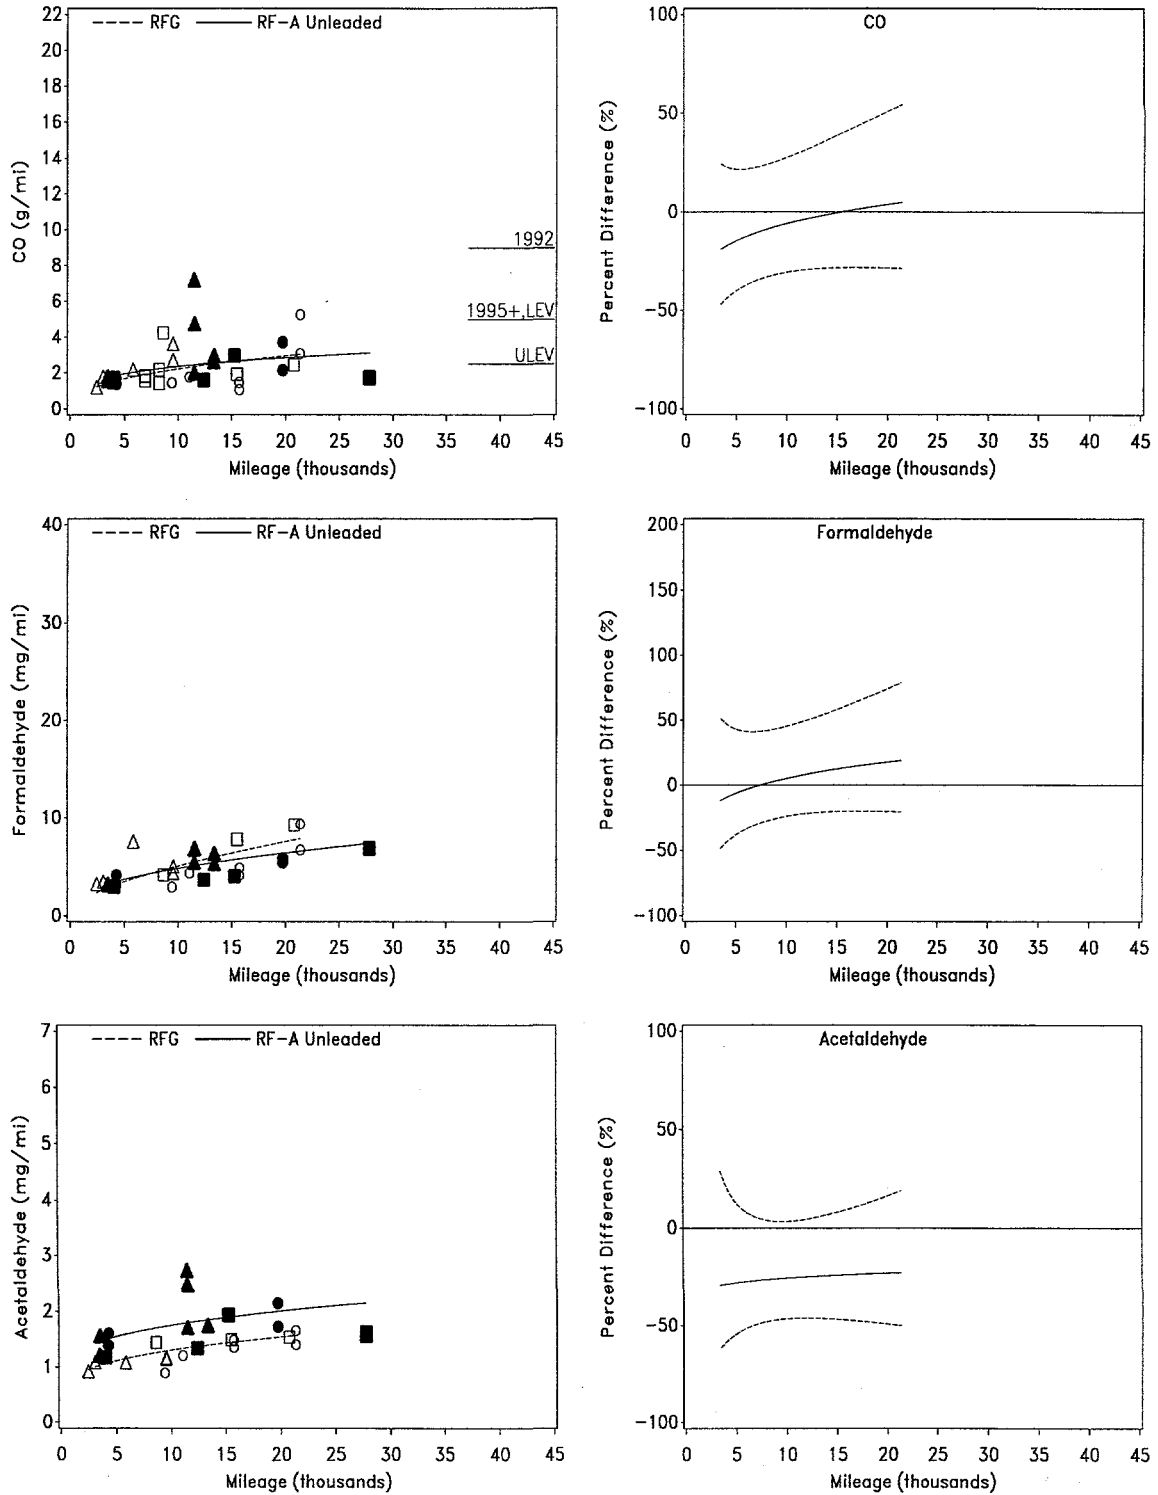 RFG RF-A Unleaded
22
20
18
16
14
12
10
8
6
4
2
0
CO (g/mi)
1992
1995+,LEV
ULEV
0 5 10 15 20 25 30 35 40 45
Mileage (thousands)
CO
100
50
0
-50
-100
Percent Difference (%)
0 5 10 15 20 25 30 35 40 45
Mileage (thousands)
RFG RF-A Unleaded
40
30
20
10
0
Formaldehyde (mg/mi)
0 5 10 15 20 25 30 35 40 45
Mileage (thousands)
Formaldehyde
200
150
100
50
0
-50
-100
Percent Difference (%)
0 5 10 15 20 25 30 35 40 45
Mileage (thousands)
RFG RF-A Unleaded
7
6
5
4
3
2
1
0
Acetaldehyde (mg/mi)
0 5 10 15 20 25 30 35 40 45
Mileage (thousands)
Acetaldehyde
100
50
0
-50
-100
Percent Difference (%)
0 5 10 15 20 25 30 35 40 45
Mileage (thousands)